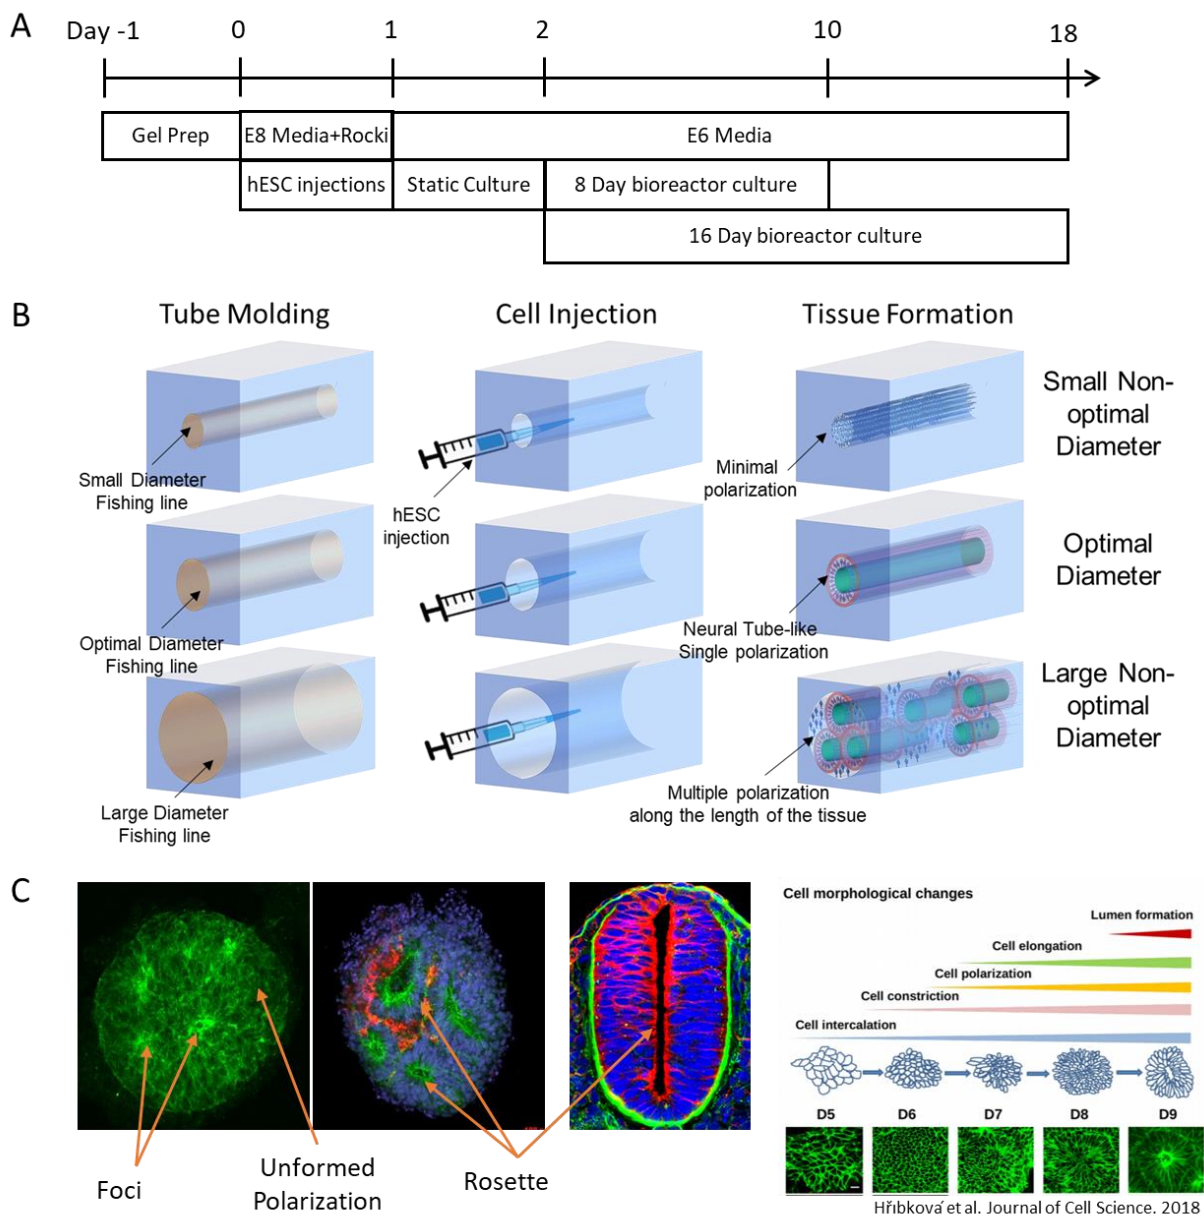 A
Day -1
0
1
2
10
18
Gel Prep
E8 Media+Rocki
E6 Media
hESC injections
Static Culture
8 Day bioreactor culture
16 Day bioreactor culture
B
Tube Molding
Cell Injection
Tissue Formation
Small Diameter
Fishing line
hESC
injection
Minimal
polarization
Small Non-
optimal
Diameter
Optimal Diameter
Fishing line
Neural Tube-like
Single polarization
Optimal
Diameter
Large Diameter
Fishing line
Multiple polarization
along the length of the tissue
Large Non-
optimal
Diameter
C
Foci
Unformed
Polarization
Rosette
Cell morphological changes
Lumen formation
Cell elongation
Cell polarization
Cell constriction
Cell intercalation
D5
D6
D7
D8
D9
Hřibková et al. Journal of Cell Science. 2018